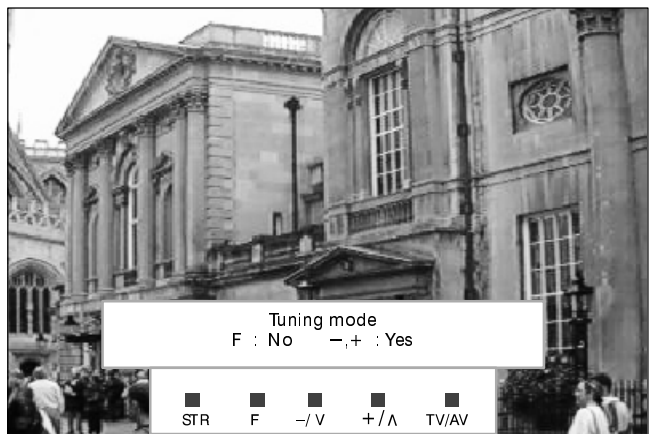 Tuning mode
F : No –,+ : Yes
STR F –/ V +/Λ TV/AV